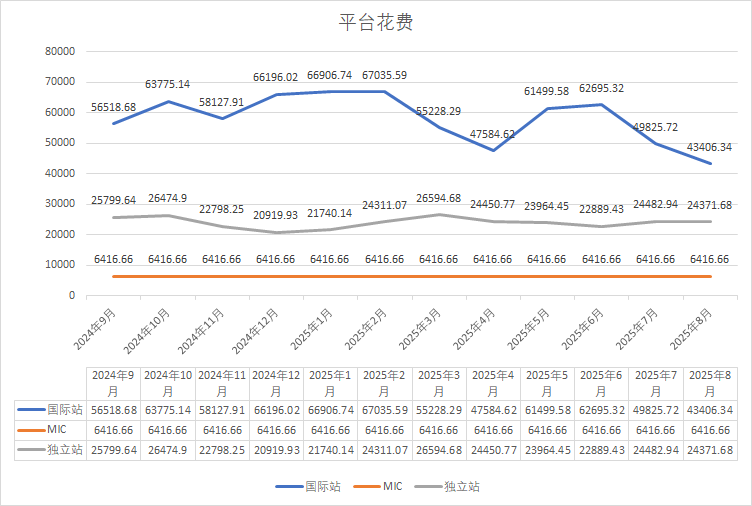 平台花费
80000
70000
60000
50000
40000
30000
20000
10000
0
56518.68 63775.14 58127.91 66196.02 66906.74 67035.59 55228.29 47584.62 61499.58 62695.32 49825.72 43406.34
25799.64 26474.9 22798.25 20919.93 21740.14 24311.07 26594.68 24450.77 23964.45 22889.43 24482.94 24371.68
6416.66 6416.66 6416.66 6416.66 6416.66 6416.66 6416.66 6416.66 6416.66 6416.66 6416.66 6416.66
2024年9月 2024年10月 2024年11月 2024年12月 2025年1月 2025年2月 2025年3月 2025年4月 2025年5月 2025年6月 2025年7月 2025年8月
2024年9月 2024年10月 2024年11月 2024年12月 2025年1月 2025年2月 2025年3月 2025年4月 2025年5月 2025年6月 2025年7月 2025年8月
国际站 56518.68 63775.14 58127.91 66196.02 66906.74 67035.59 55228.29 47584.62 61499.58 62695.32 49825.72 43406.34
MIC 6416.66 6416.66 6416.66 6416.66 6416.66 6416.66 6416.66 6416.66 6416.66 6416.66 6416.66 6416.66
独立站 25799.64 26474.9 22798.25 20919.93 21740.14 24311.07 26594.68 24450.77 23964.45 22889.43 24482.94 24371.68
国际站 MIC 独立站